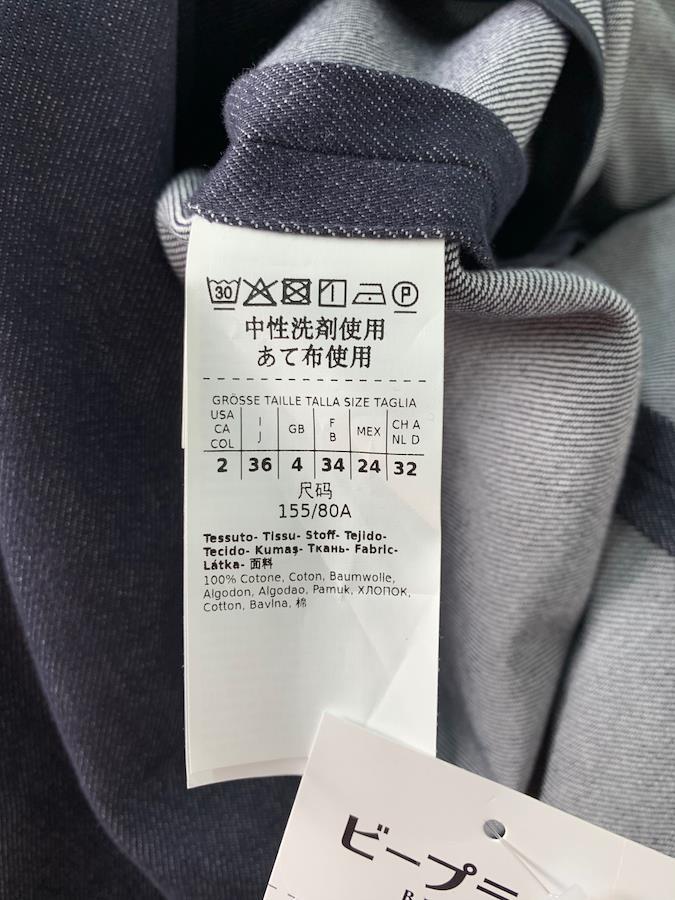 30 P
中性洗剤使用
あて布使用
GRÖSSE TAILLE TALLA SIZE TAGLIA
USA CA COL I J GB F B MEX CH A NL D
2 36 4 34 24 32
尺码
155/80A
Tessuto- Tissu- Stoff- Tejido-
Tecido- Kumaş- Ткань- Fabric-
Látka- 面料
100% Cotone, Coton, Baumwolle,
Algodon, Algodao, Pamuk, ХЛОПОК,
Cotton, Bavlna, 棉
ビープラ